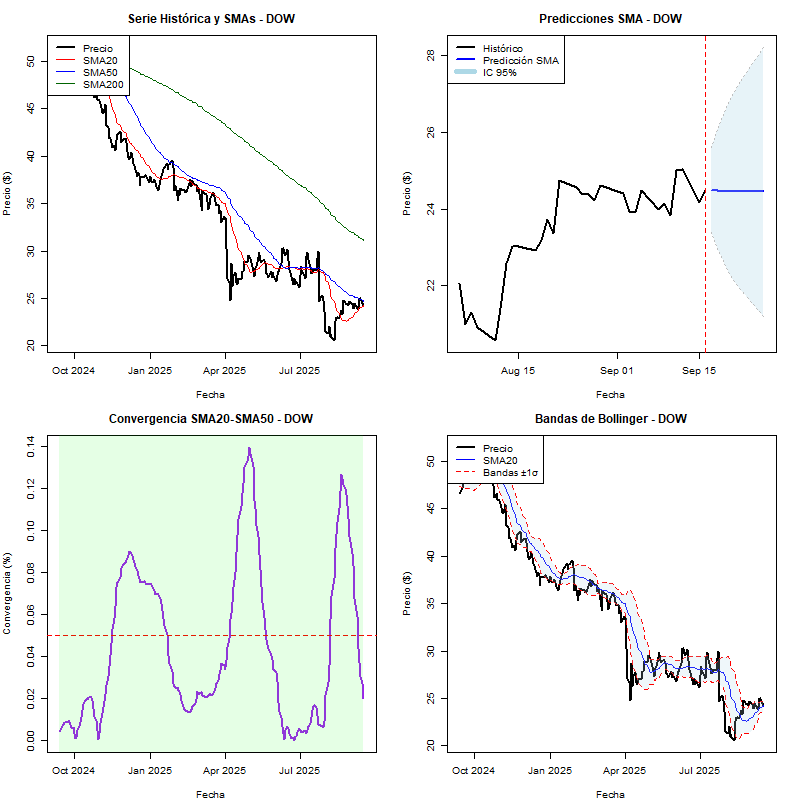 Serie Histórica y SMAs - DOW
Precio
SMA20
SMA50
SMA200
Precio ($)
50
45
40
35
30
25
20
Oct 2024
Jan 2025
Apr 2025
Jul 2025
Fecha
Predicciones SMA - DOW
Histórico
Predicción SMA
IC 95%
Precio ($)
28
26
24
22
Aug 15
Sep 01
Sep 15
Fecha
Convergencia SMA20-SMA50 - DOW
Convergencia (%)
0.14
0.12
0.10
0.08
0.06
0.04
0.02
0.00
Oct 2024
Jan 2025
Apr 2025
Jul 2025
Fecha
Bandas de Bollinger - DOW
Precio
SMA20
Bandas ±1σ
Precio ($)
50
45
40
35
30
25
20
Oct 2024
Jan 2025
Apr 2025
Jul 2025
Fecha